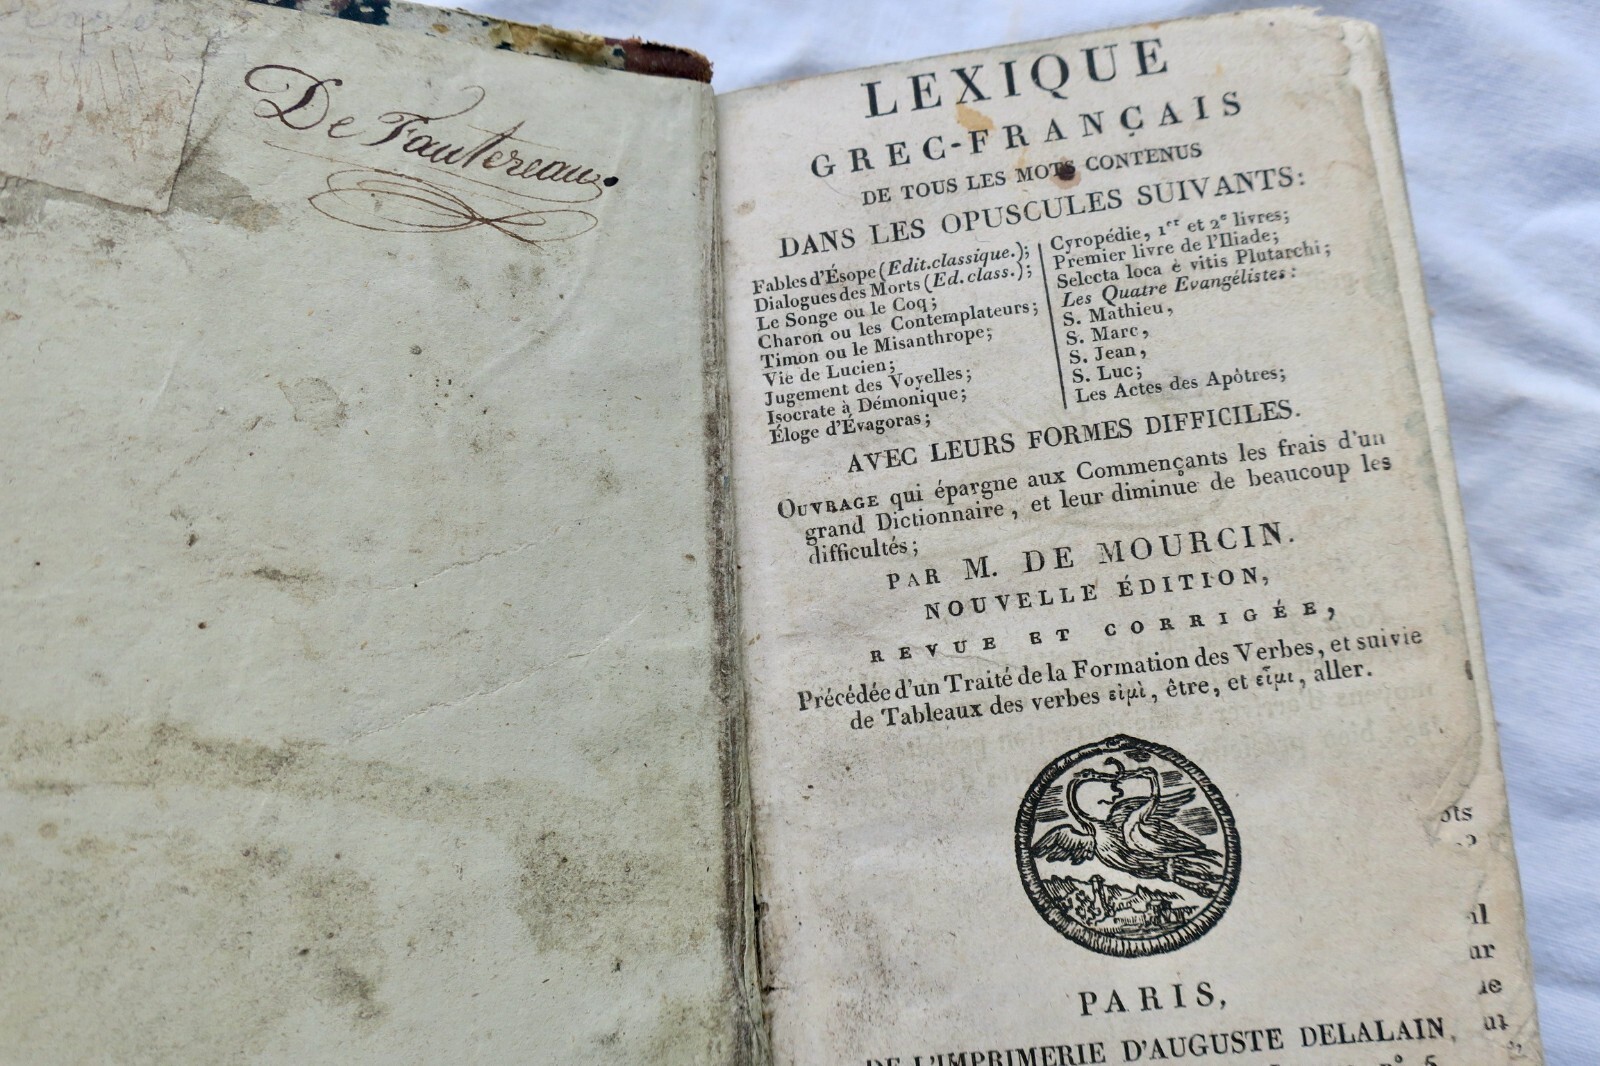 De Fautereau.
LEXIQUE
GREC-FRANÇAIS
DE TOUS LES MOTS CONTENUS
DANS LES OPUSCULES SUIVANTS:
Fables d'Ésope (Edit. classique.);
Dialogues des Morts (Ed. class.);
Le Songe ou le Coq;
Charon ou les Contemplateurs;
Timon ou le Misanthrope;
Vie de Lucien;
Jugement des Voyelles;
Isocrate à Démonique;
Éloge d'Évagoras;
Cyropédie, 1er et 2e livres;
Premier livre de l'Iliade;
Selecta loca è vitis Plutarchi;
Les Quatre Evangélistes:
S. Mathieu,
S. Marc,
S. Jean,
S. Luc;
Les Actes des Apôtres;
AVEC LEURS FORMES DIFFICILES.
OUVRAGE qui épargne aux Commençants les frais d'un
grand Dictionnaire, et leur diminue de beaucoup les
difficultés;
PAR M. DE MOURCIN.
NOUVELLE ÉDITION,
REVUE ET CORRIGÉE,
Précédée d'un Traité de la Formation des Verbes, et suivie
de Tableaux des verbes εἰμὶ, être, et εἶμι, aller.
PARIS,
DE L'IMPRIMERIE D'AUGUSTE DELALAIN,
n° 5
ots
al
ur
ie
ut